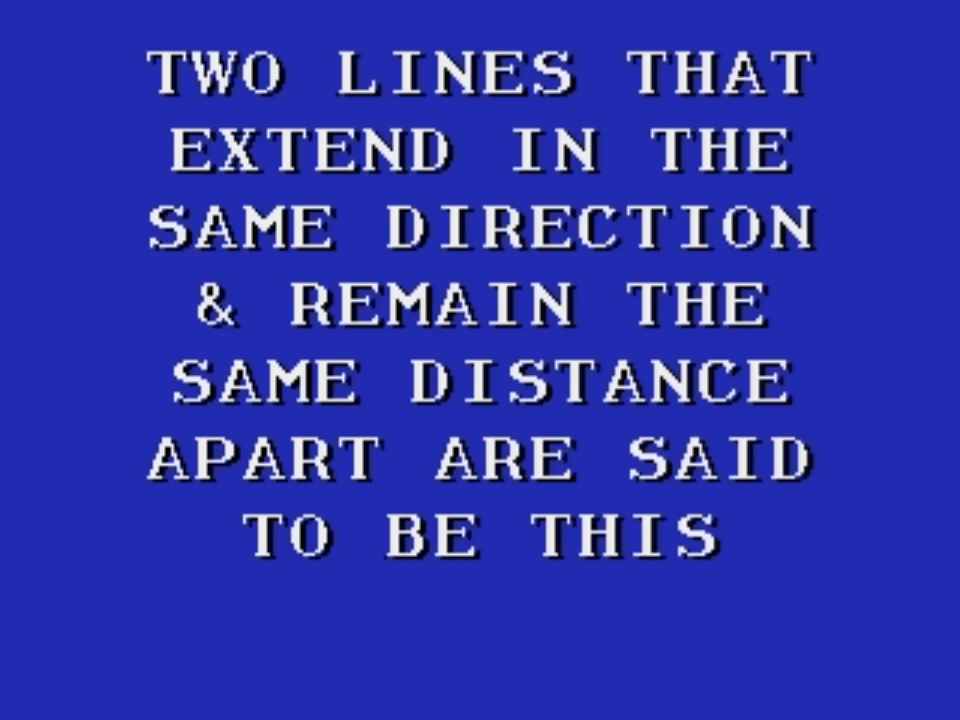 TWO LINES THAT
EXTEND IN THE
SAME DIRECTION
& REMAIN THE
SAME DISTANCE
APART ARE SAID
TO BE THIS